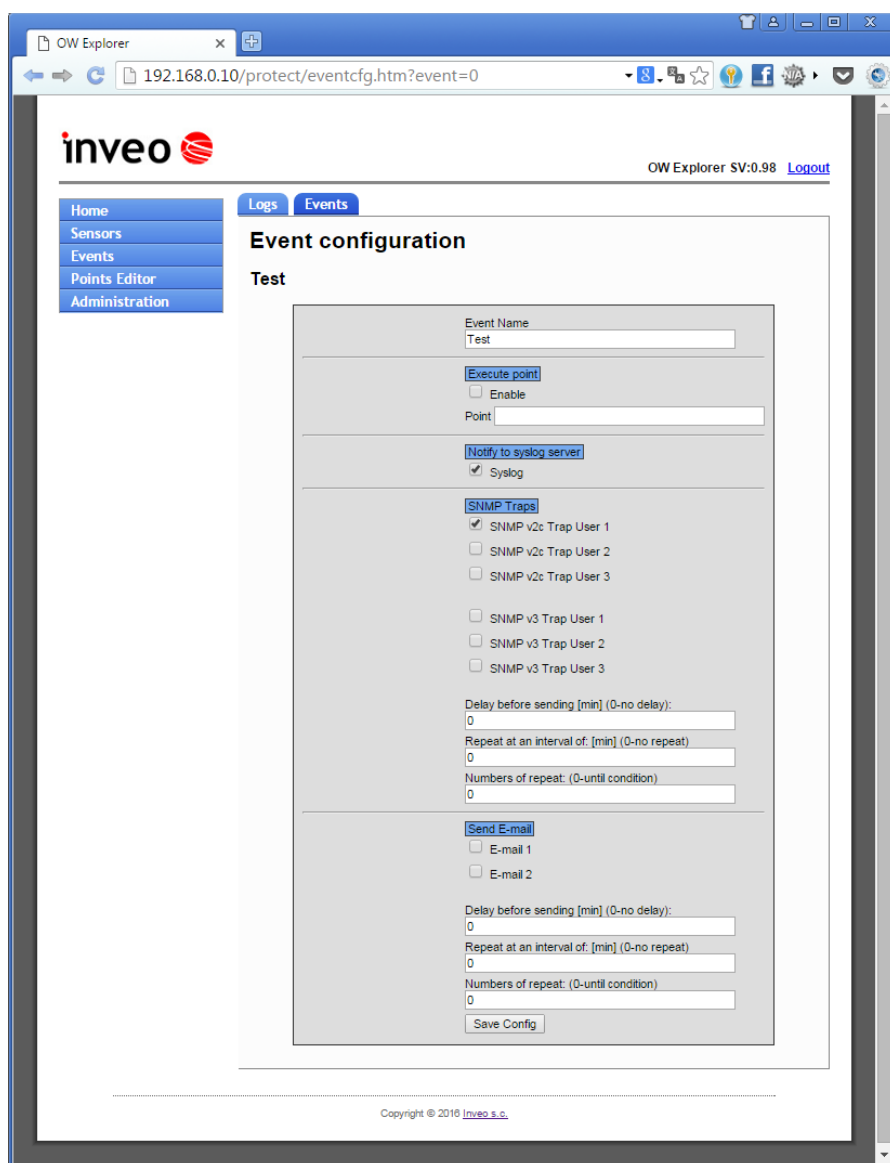 OW Explorer
192.168.0.10/protect/eventcfg.htm?event=0
inveo
OW Explorer SV:0.98 Logout
Home
Sensors
Events
Points Editor
Administration
Logs Events
Event configuration
Test
Event Name
Test
Execute point
Enable
Point
Notify to syslog server
Syslog
SNMP Traps
SNMP v2c Trap User 1
SNMP v2c Trap User 2
SNMP v2c Trap User 3
SNMP v3 Trap User 1
SNMP v3 Trap User 2
SNMP v3 Trap User 3
Delay before sending [min] (0-no delay):
0
Repeat at an interval of: [min] (0-no repeat)
0
Numbers of repeat: (0-until condition)
0
Send E-mail
E-mail 1
E-mail 2
Delay before sending [min] (0-no delay):
0
Repeat at an interval of: [min] (0-no repeat)
0
Numbers of repeat: (0-until condition)
0
Save Config
Copyright © 2016 Inveo s.c.